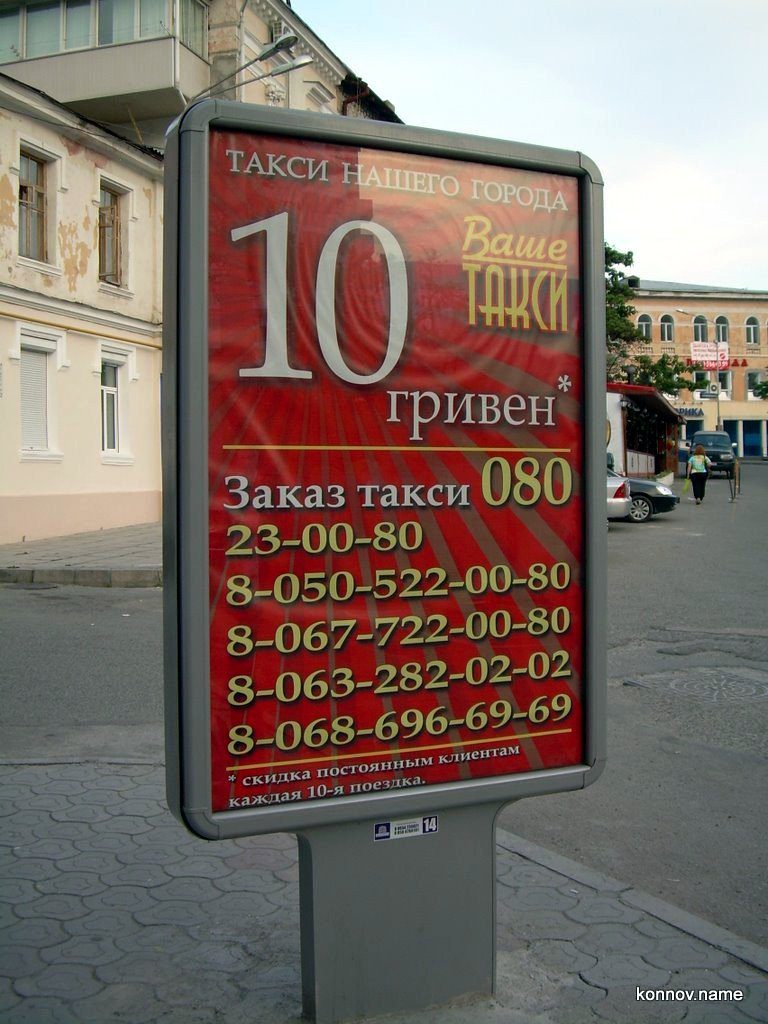 ТАКСИ НАШЕГО ГОРОДА
10
Ваше
ТАКСИ
гривен*
Заказ такси 080
23-00-80
8-050-522-00-80
8-067-722-00-80
8-063-282-02-02
8-068-696-69-69
* скидка постоянным клиентам
каждая 10-я поездка.
14
konnov.name